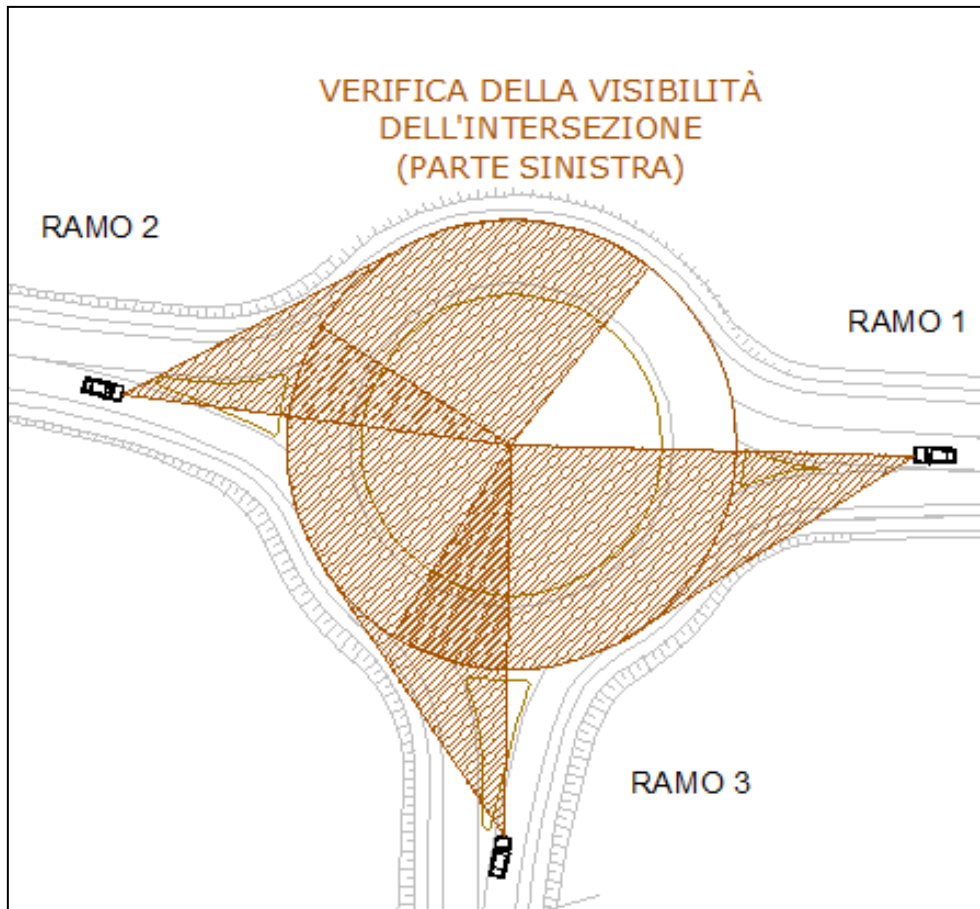 VERIFICA DELLA VISIBILITÀ
DELL'INTERSEZIONE
(PARTE SINISTRA)
RAMO 2
RAMO 1
RAMO 3